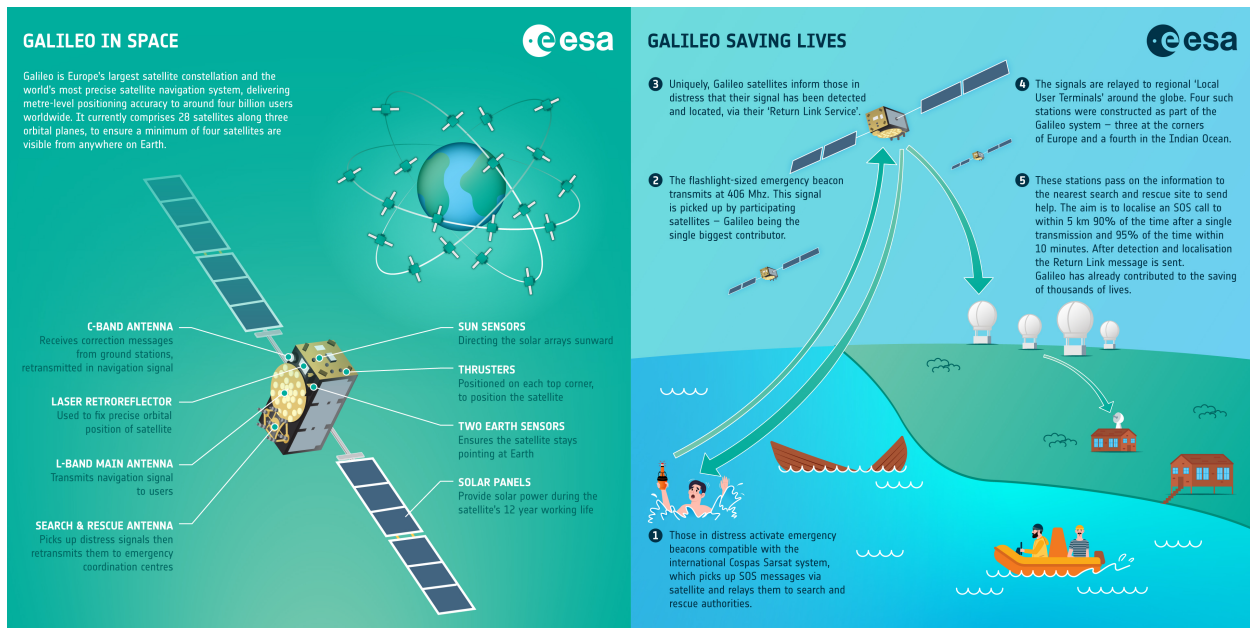 GALILEO IN SPACE
esa
Galileo is Europe's largest satellite constellation and the
world's most precise satellite navigation system, delivering
metre-level positioning accuracy to around four billion users
worldwide. It currently comprises 28 satellites along three
orbital planes, to ensure a minimum of four satellites are
visible from anywhere on Earth.
C-BAND ANTENNA
Receives correction messages
from ground stations,
retransmitted in navigation signal
LASER RETROREFLECTOR
Used to fix precise orbital
position of satellite
L-BAND MAIN ANTENNA
Transmits navigation signal
to users
SEARCH & RESCUE ANTENNA
Picks up distress signals then
retransmits them to emergency
coordination centres
SUN SENSORS
Directing the solar arrays sunward
THRUSTERS
Positioned on each top corner,
to position the satellite
TWO EARTH SENSORS
Ensures the satellite stays
pointing at Earth
SOLAR PANELS
Provide solar power during the
satellite's 12 year working life
GALILEO SAVING LIVES
esa
3 Uniquely, Galileo satellites inform those in
distress that their signal has been detected
and located, via their 'Return Link Service'.
2 The flashlight-sized emergency beacon
transmits at 406 Mhz. This signal
is picked up by participating
satellites – Galileo being the
single biggest contributor.
4 The signals are relayed to regional 'Local
User Terminals' around the globe. Four such
stations were constructed as part of the
Galileo system – three at the corners
of Europe and a fourth in the Indian Ocean.
5 These stations pass on the information to
the nearest search and rescue site to send
help. The aim is to localise an SOS call to
within 5 km 90% of the time after a single
transmission and 95% of the time within
10 minutes. After detection and localisation
the Return Link message is sent.
Galileo has already contributed to the saving
of thousands of lives.
1 Those in distress activate emergency
beacons compatible with the
international Cospas Sarsat system,
which picks up SOS messages via
satellite and relays them to search and
rescue authorities.